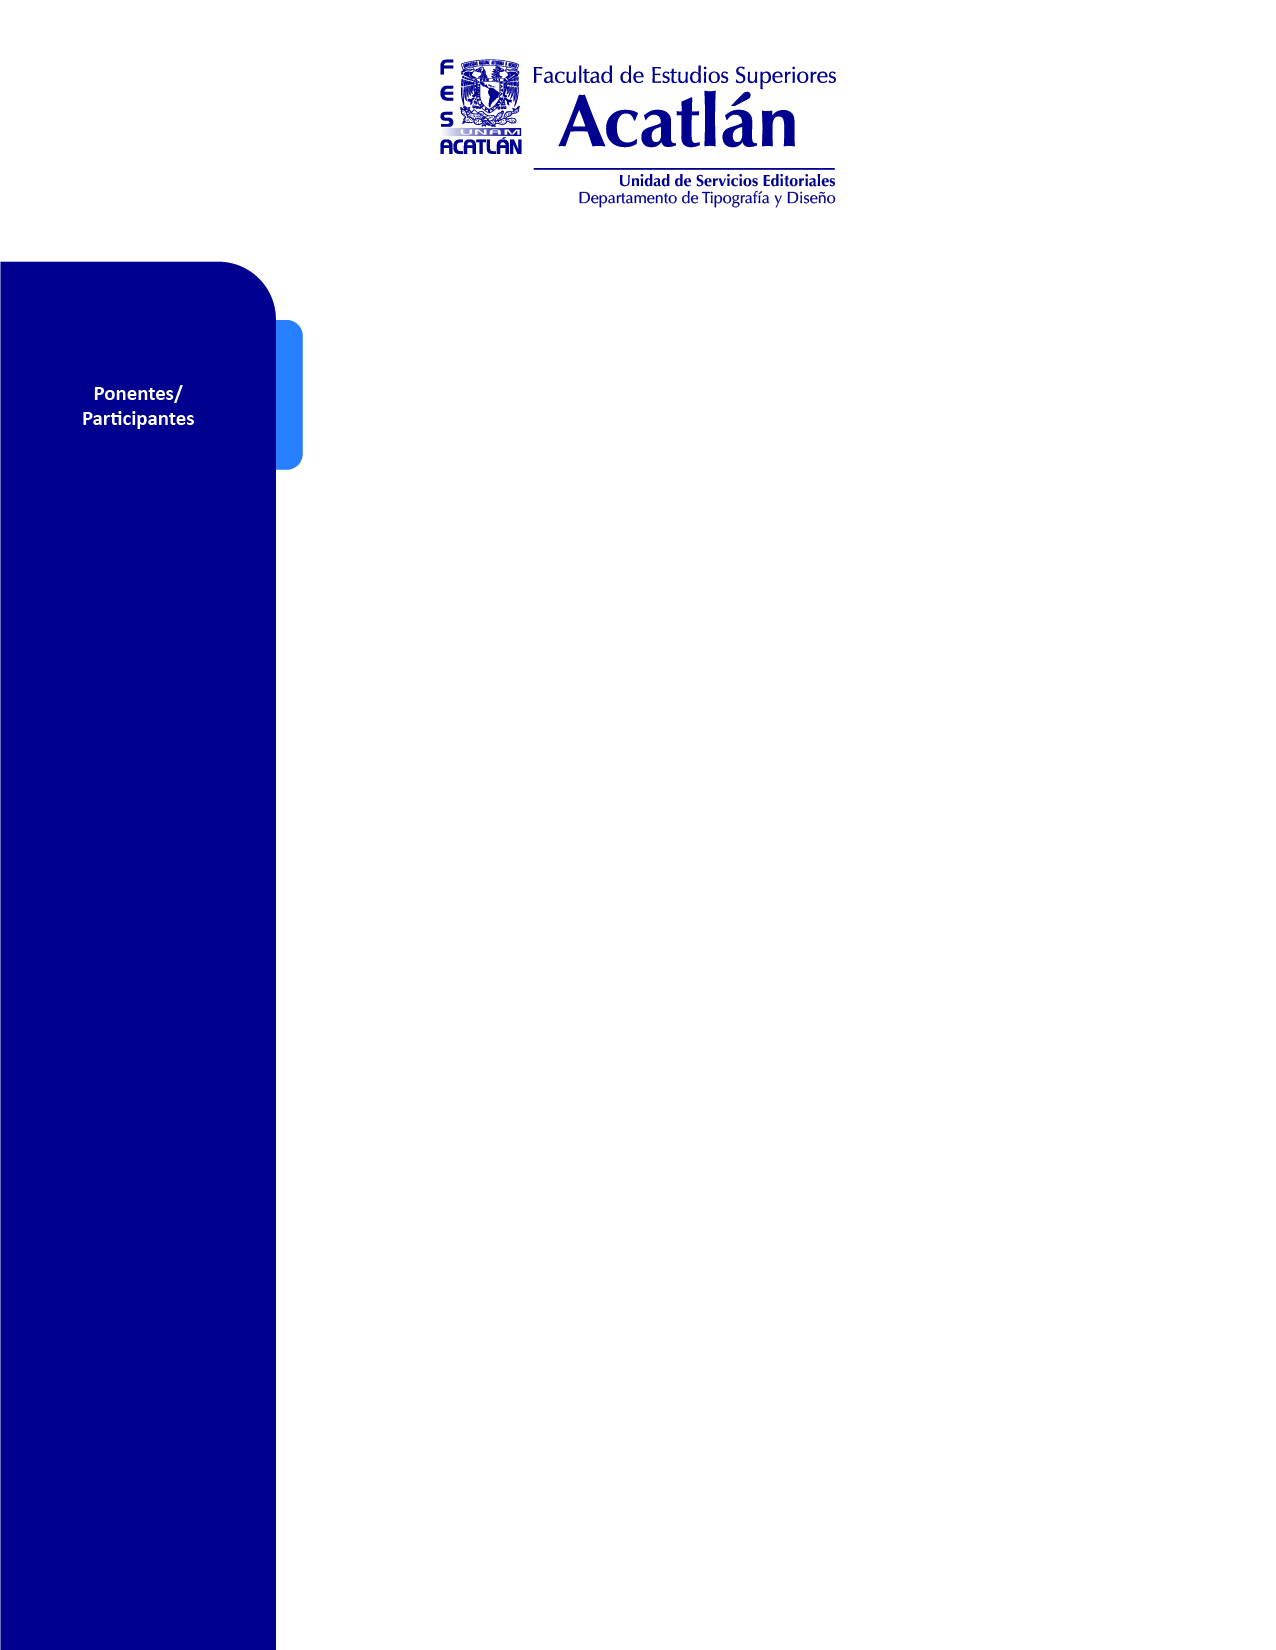 F
E
S
UNAM
ACATLÁN
Facultad de Estudios Superiores
Acatlán
Unidad de Servicios Editoriales
Departamento de Tipografía y Diseño
Ponentes/
Participantes